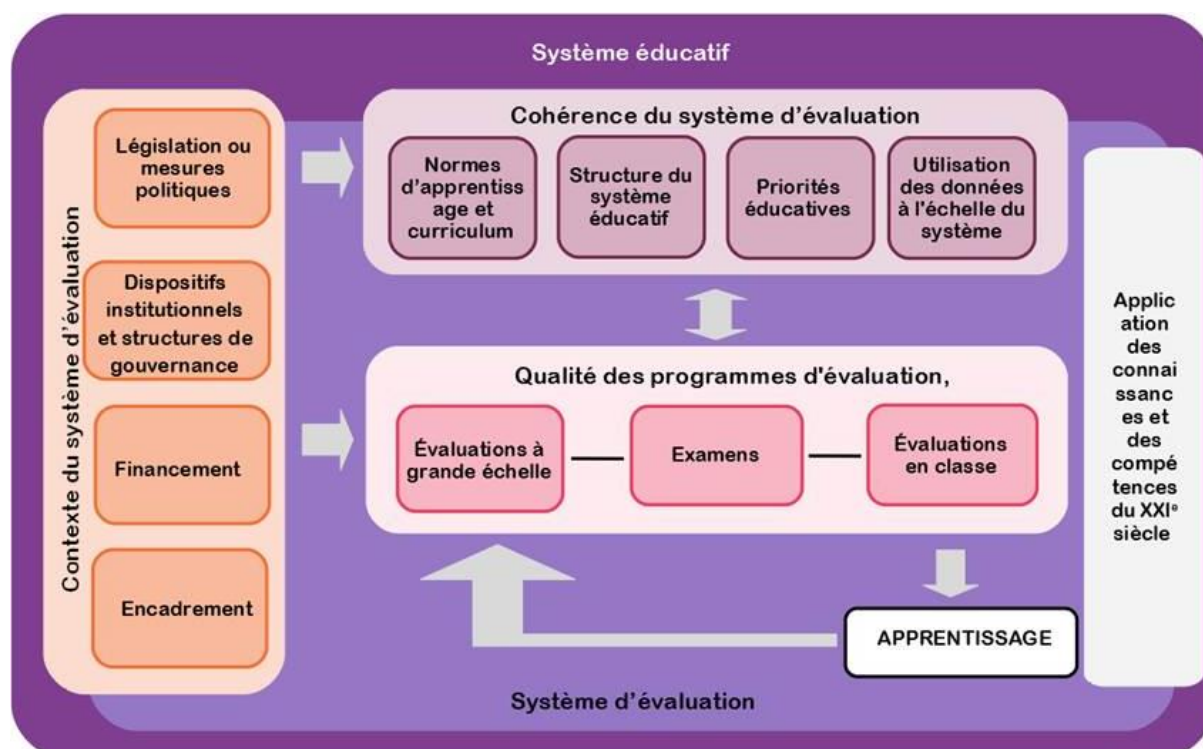 Système éducatif
Contexte du système d’évaluation
Législation ou
mesures
politiques
Dispositifs
institutionnels
et structures de
gouvernance
Financement
Encadrement
Cohérence du système d’évaluation
Normes
d’apprentiss
age et
curriculum
Structure du
système
éducatif
Priorités
éducatives
Utilisation
des données
à l'échelle du
système
Qualité des programmes d'évaluation,
Évaluations à
grande échelle
Examens
Évaluations
en classe
APPRENTISSAGE
Applic
ation
des
connai
ssanc
es et
des
compé
tences
du XXIᵉ
siècle
Système d’évaluation